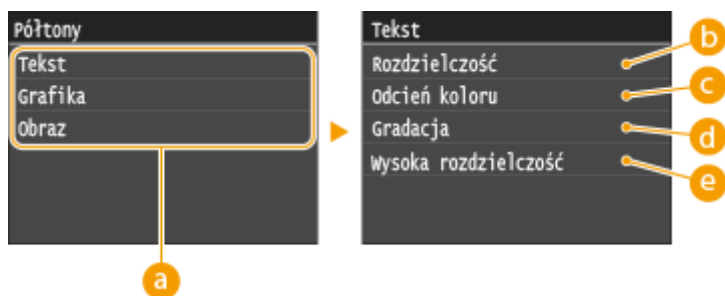 Półtony
Tekst
Grafika
Obraz
a
Tekst
Rozdzielczość
Odcień koloru
Gradacja
Wysoka rozdzielczość
b
c
d
e